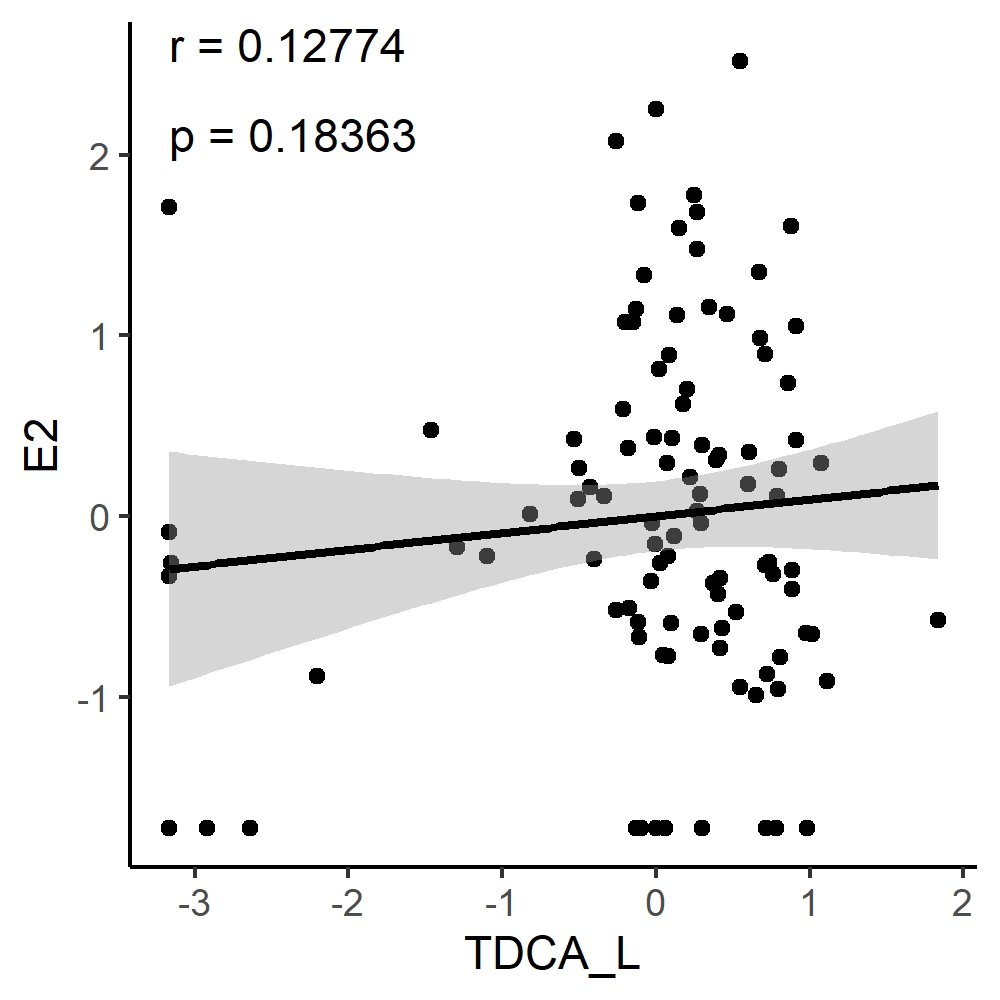 r = 0.12774
p = 0.18363
2
1
0
-1
E2
-3 -2 -1 0 1 2
TDCA_L